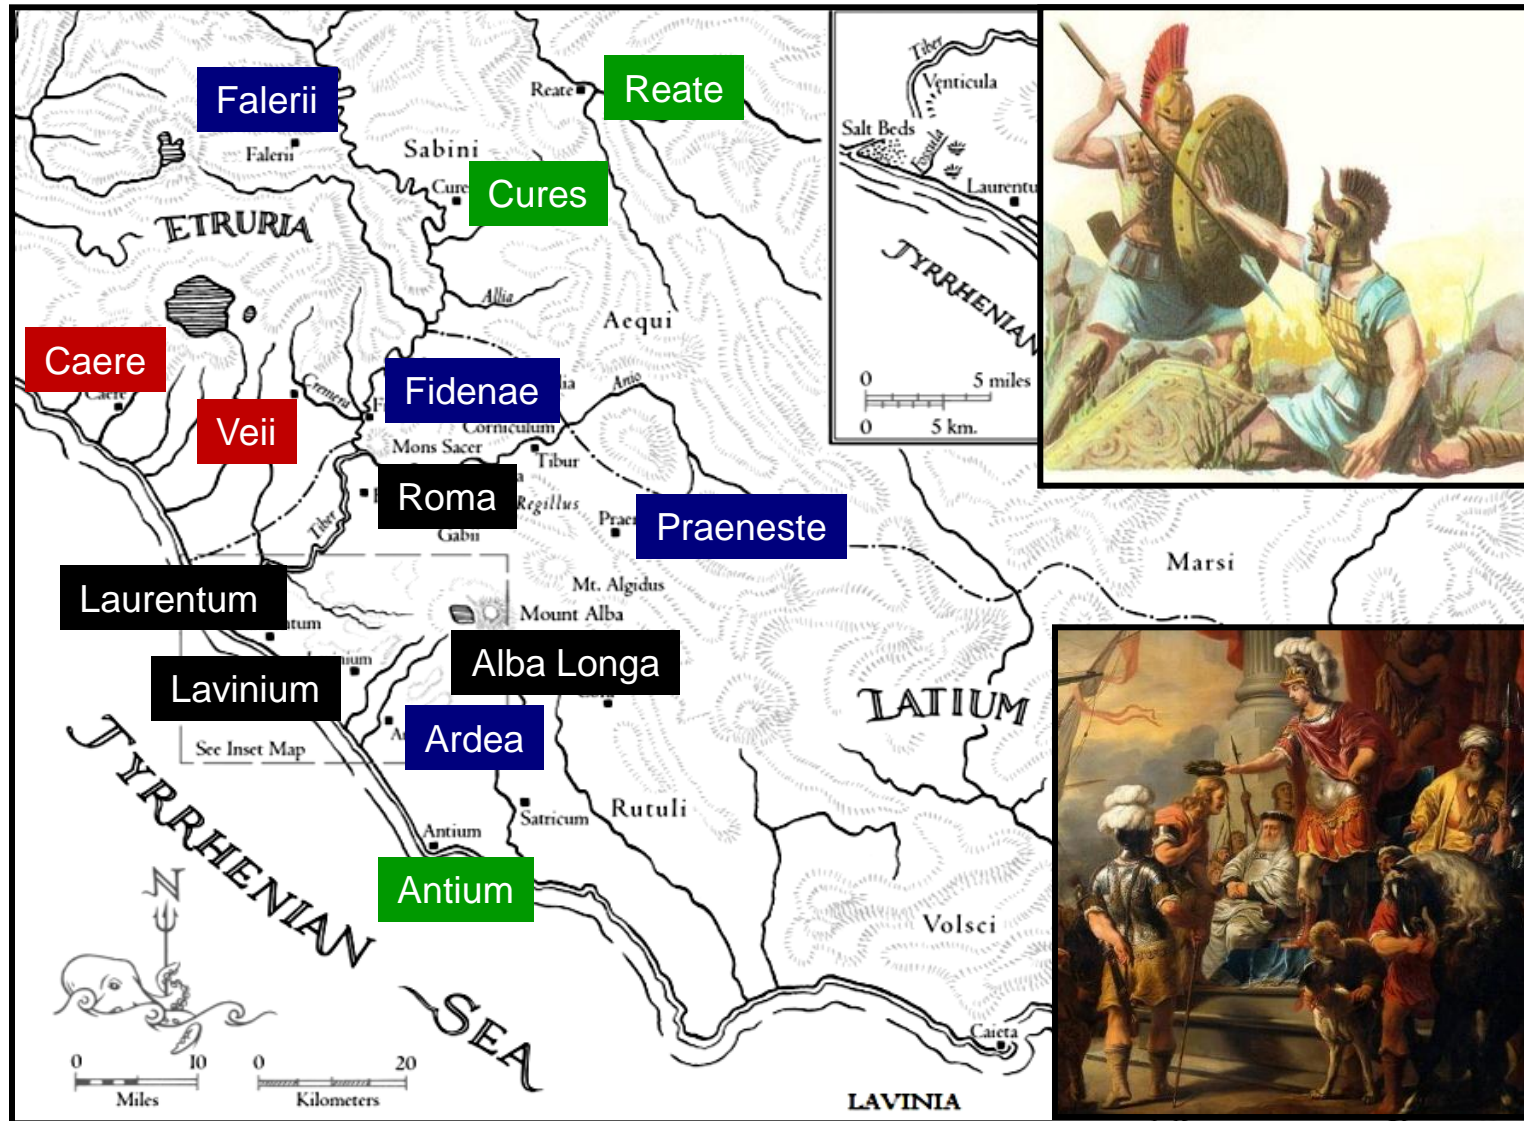 Falerii
Reate
Reate
Falerii
Sabini
Cures
ETRURIA
Allia
Aequi
Caere
Veii
Cremera
Fidenae
Anio
Corniculum
Mons Sacer
Tibur
Roma
Regillus
Praeneste
Gabii
Tiber
Marsi
Mt. Algidus
Laurentum
Mount Alba
Alba Longa
Lavinium
LATIUM
Ardea
See Inset Map
Rutuli
Satricum
Antium
Antium
Volsci
TYRRHENIAN
SEA
N
Caieta
0 10
Miles
0 20
Kilometers
LAVINIA
Tiber
Venticula
Salt Beds
Fossula
TYRRHENIAN
0 5 miles
0 5 km.